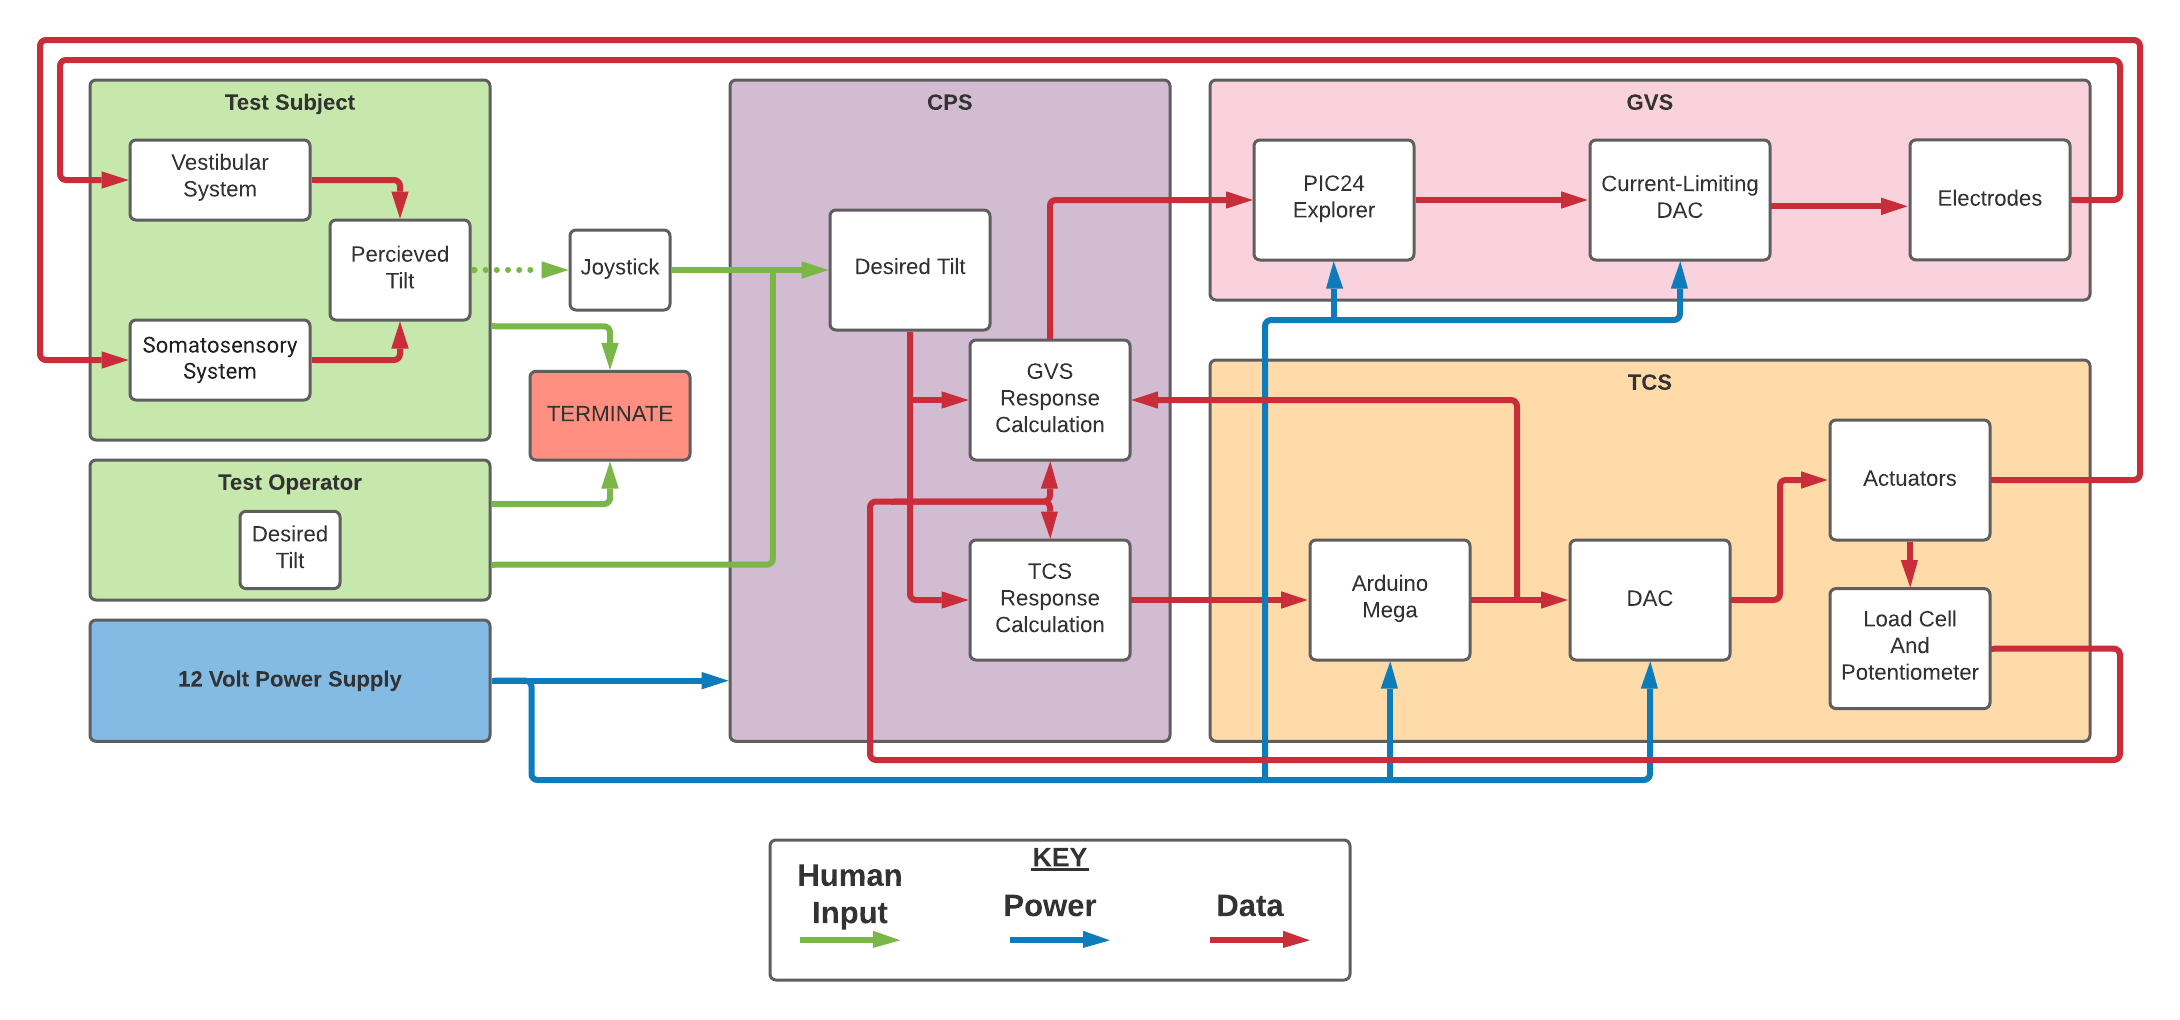 Test Subject
Vestibular
System
Percieved
Tilt
Somatosensory
System
Joystick
TERMINATE
Test Operator
Desired
Tilt
12 Volt Power Supply
CPS
Desired Tilt
GVS
Response
Calculation
TCS
Response
Calculation
GVS
PIC24
Explorer
Current-Limiting
DAC
Electrodes
TCS
Arduino
Mega
DAC
Actuators
Load Cell
And
Potentiometer
KEY
Human
Input
Power
Data